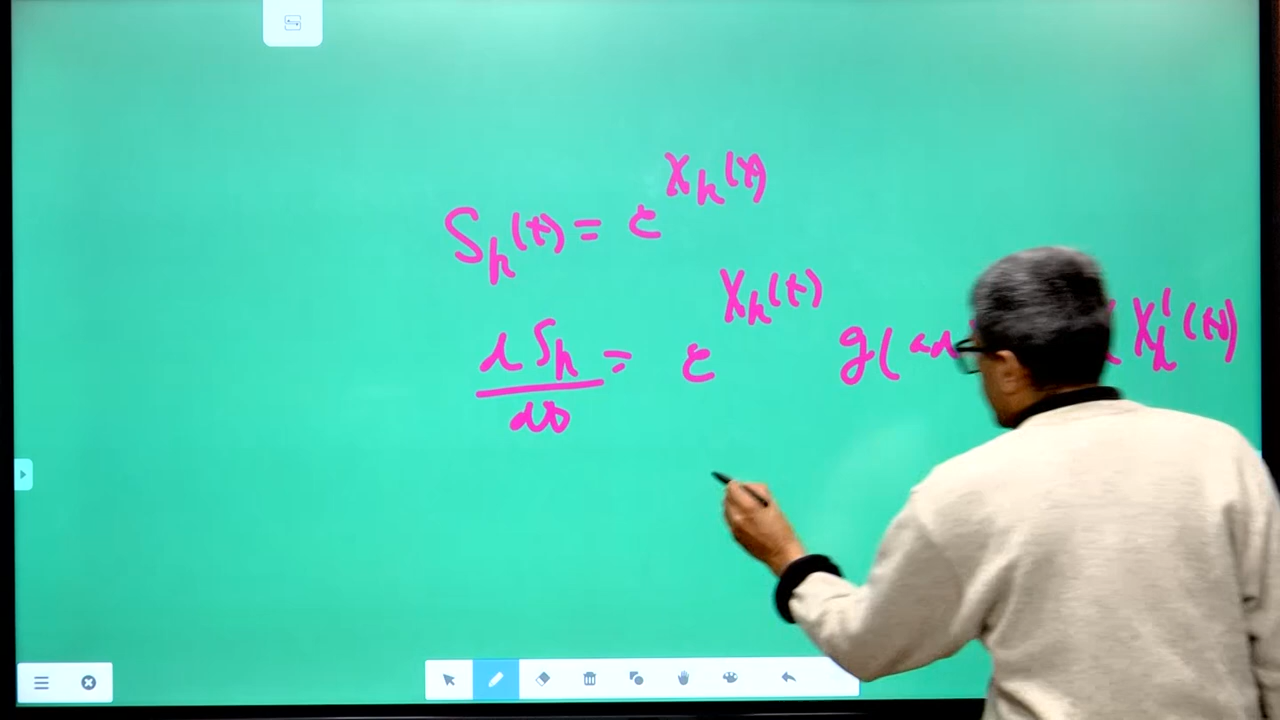 S_h(t) = e^{X_h(t)}
dS_h/dt = e^{X_h(t)} g( X_h'(t))